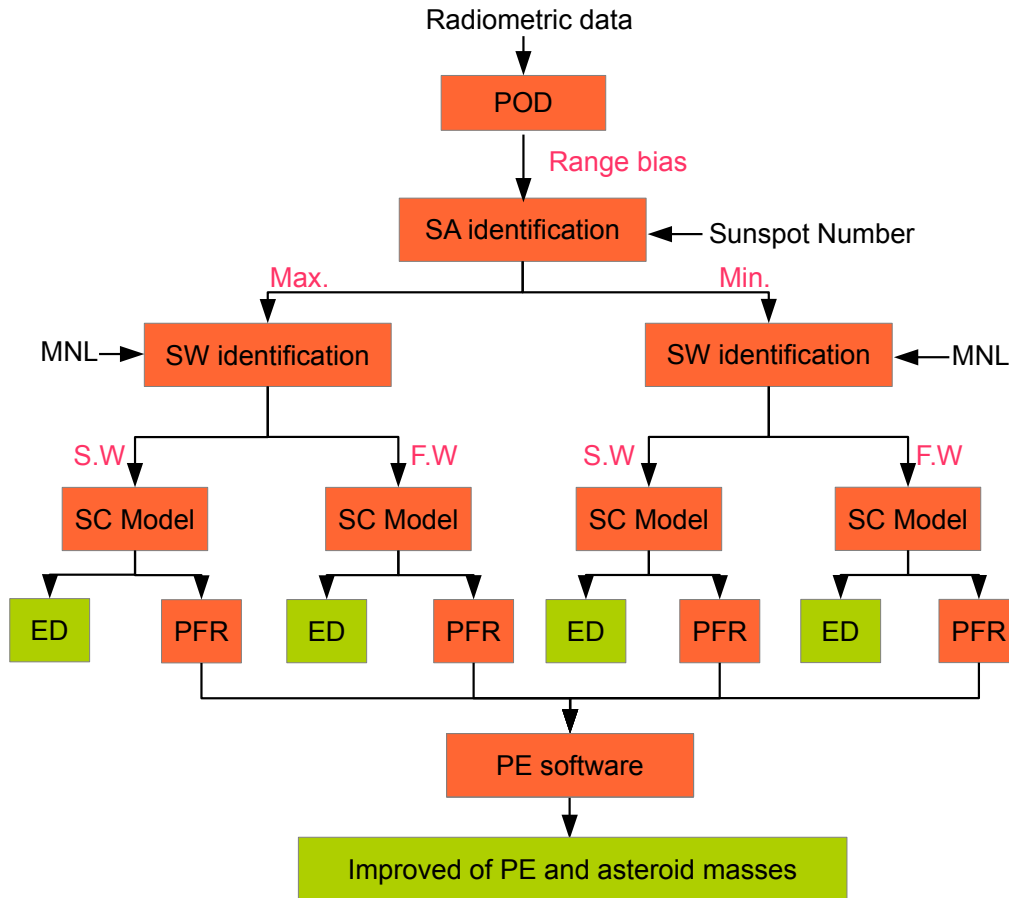 Radiometric data
POD
Range bias
SA identification
Sunspot Number
Max.
Min.
MNL
SW identification
SW identification
MNL
S.W
F.W
S.W
F.W
SC Model
SC Model
SC Model
SC Model
ED
PFR
ED
PFR
ED
PFR
ED
PFR
PE software
Improved of PE and asteroid masses